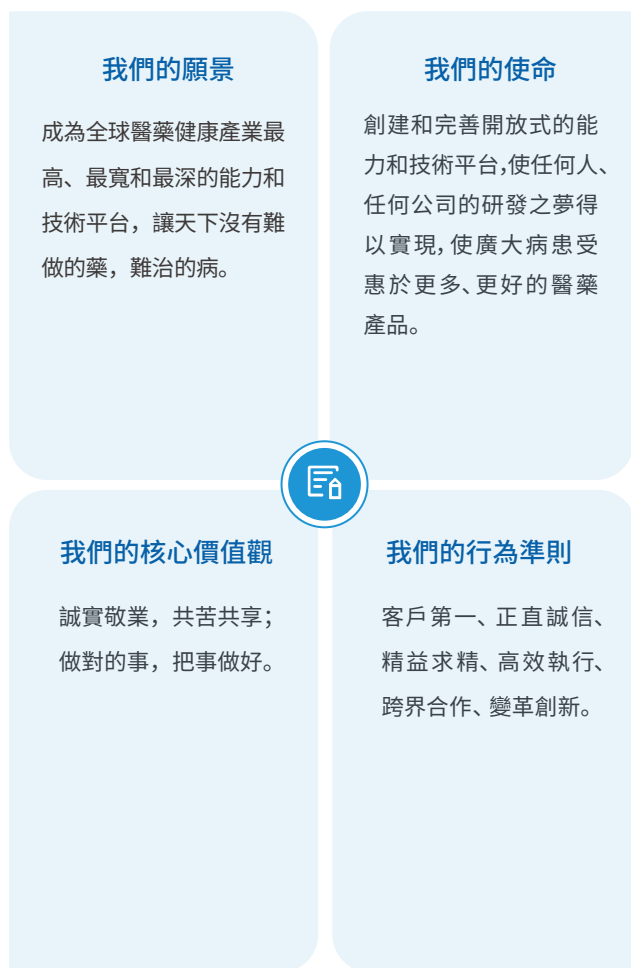 我們的願景
成為全球醫藥健康產業最
高、最寬和最深的能力和
技術平台，讓天下沒有難
做的藥，難治的病。
我們的使命
創建和完善開放式的能
力和技術平台，使任何人、
任何公司的研發之夢得
以實現，使廣大病患受
惠於更多、更好的醫藥
產品。
我們的核心價值觀
誠實敬業，共苦共享；
做對的事，把事做好。
我們的行為準則
客戶第一、正直誠信、
精益求精、高效執行、
跨界合作、變革創新。